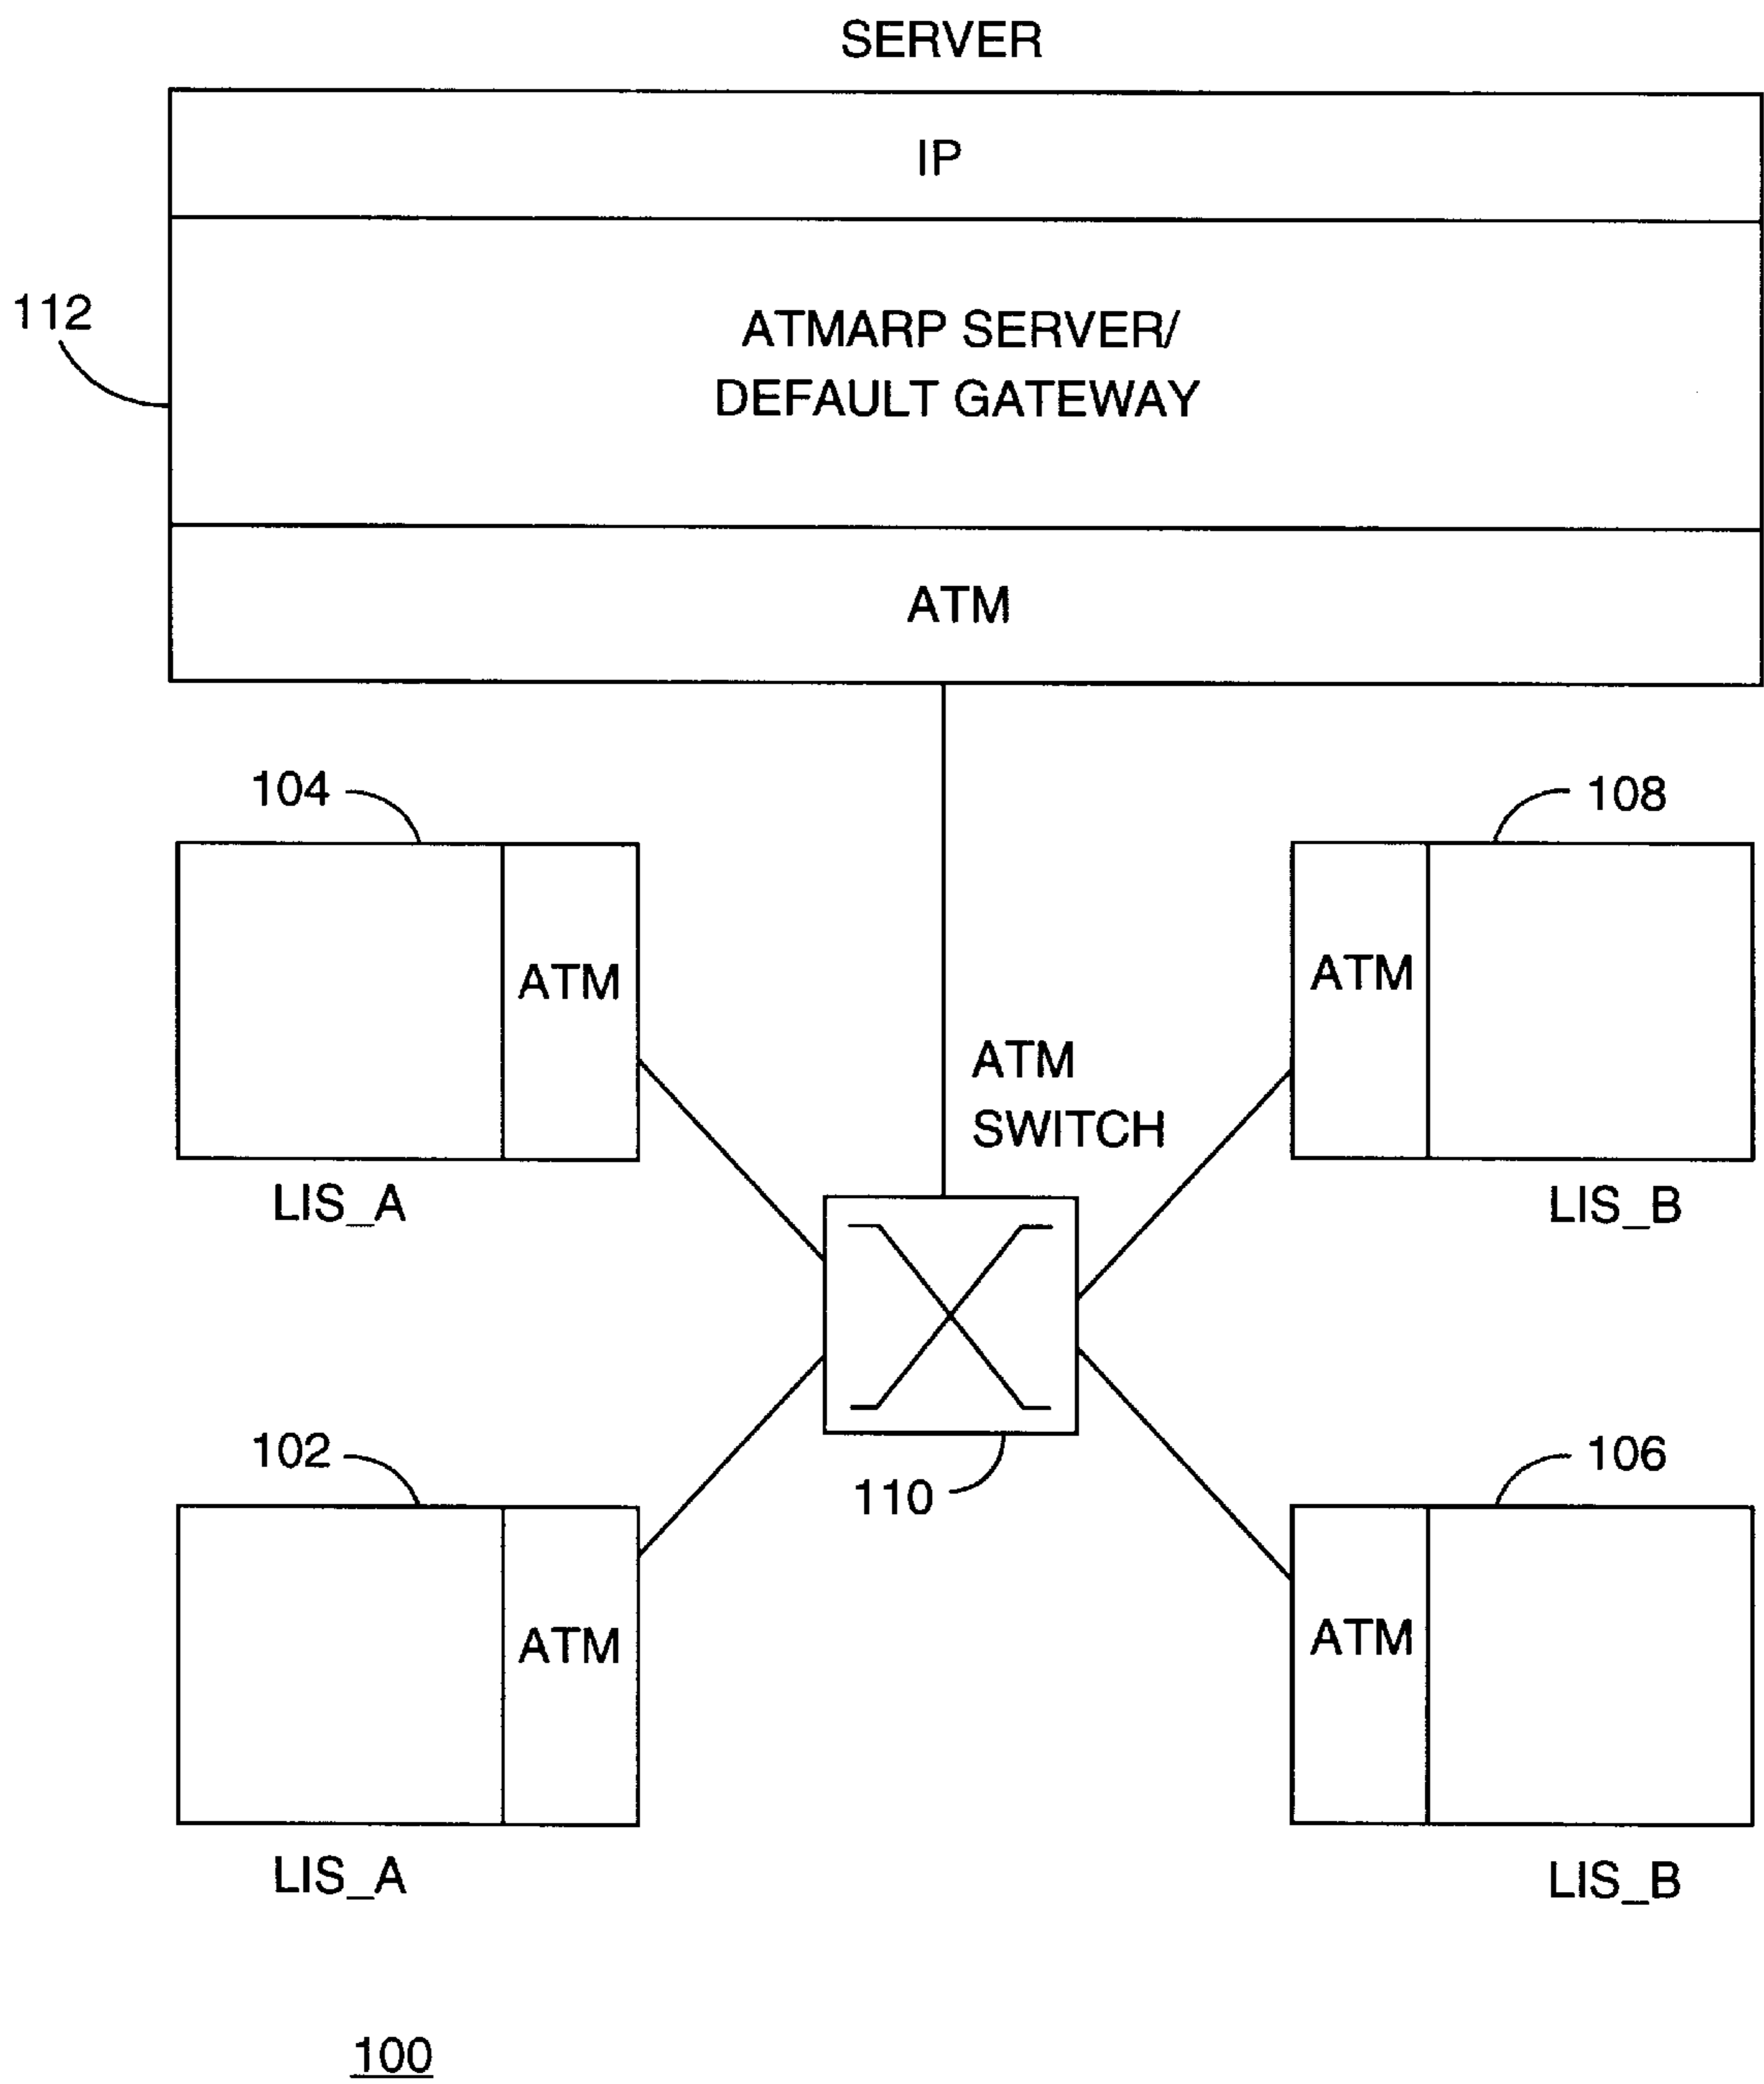 SERVER
IP
112
ATMARP SERVER/
DEFAULT GATEWAY
ATM
104
108
ATM
ATM
ATM
SWITCH
LIS_A
LIS_B
102
110
106
ATM
ATM
LIS_A
LIS_B
100